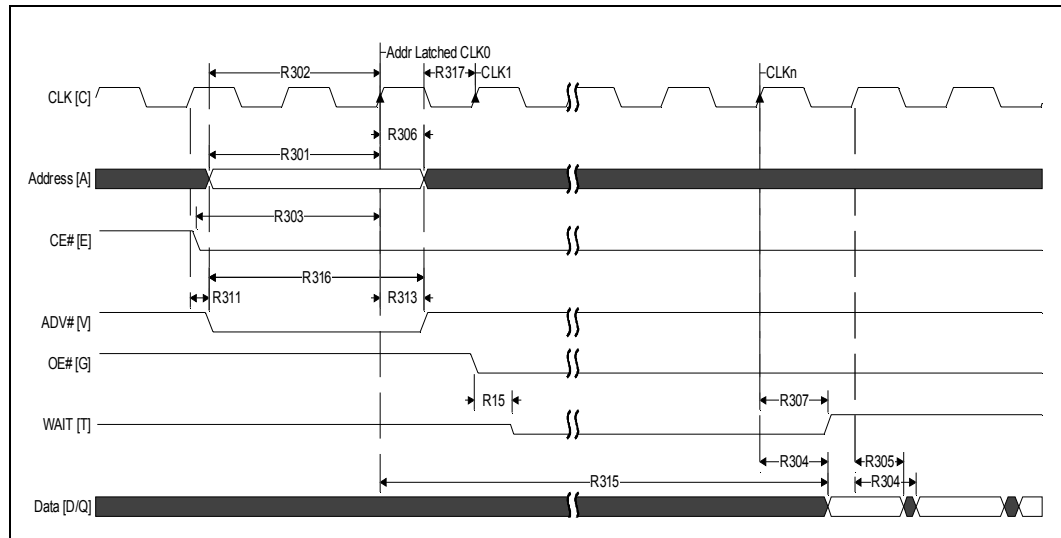 Addr Latched CLK0
R302
R317
CLK1
CLKn
CLK [C]
R306
R301
Address [A]
R303
CE# [E]
R316
R311
R313
ADV# [V]
OE# [G]
R15
R307
WAIT [T]
R304
R305
R315
R304
Data [D/Q]